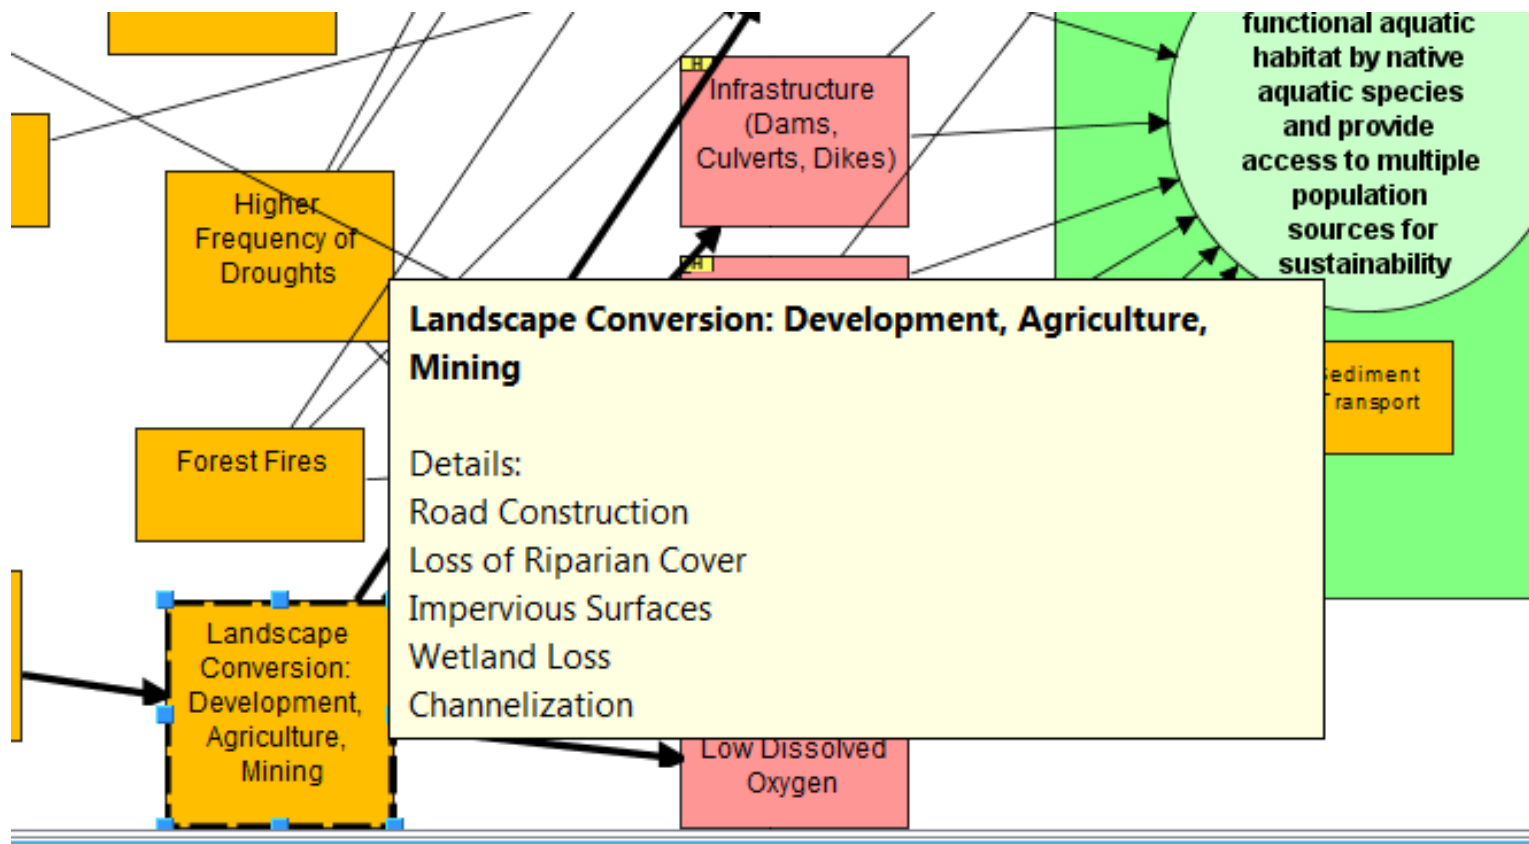 functional aquatic
habitat by native
aquatic species
and provide
access to multiple
population
sources for
sustainability
H
Infrastructure
(Dams,
Culverts, Dikes)
Higher
Frequency of
Droughts
H
Landscape Conversion: Development, Agriculture,
Mining
Details:
Road Construction
Loss of Riparian Cover
Impervious Surfaces
Wetland Loss
Channelization
Sediment
Transport
Forest Fires
Landscape
Conversion:
Development,
Agriculture,
Mining
Low Dissolved
Oxygen